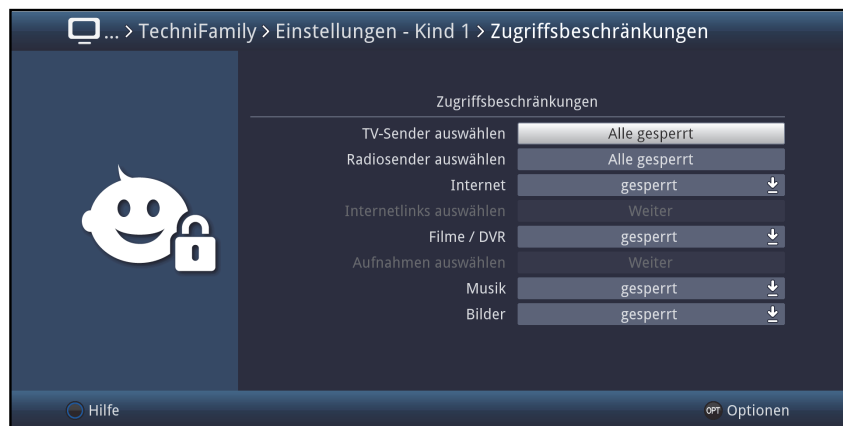 ... > TechniFamily > Einstellungen - Kind 1 > Zugriffsbeschränkungen
Zugriffsbeschränkungen
TV-Sender auswählen Alle gesperrt
Radiosender auswählen Alle gesperrt
Internet gesperrt
Internetlinks auswählen Weiter
Filme / DVR gesperrt
Aufnahmen auswählen Weiter
Musik gesperrt
Bilder gesperrt
Hilfe OPT Optionen